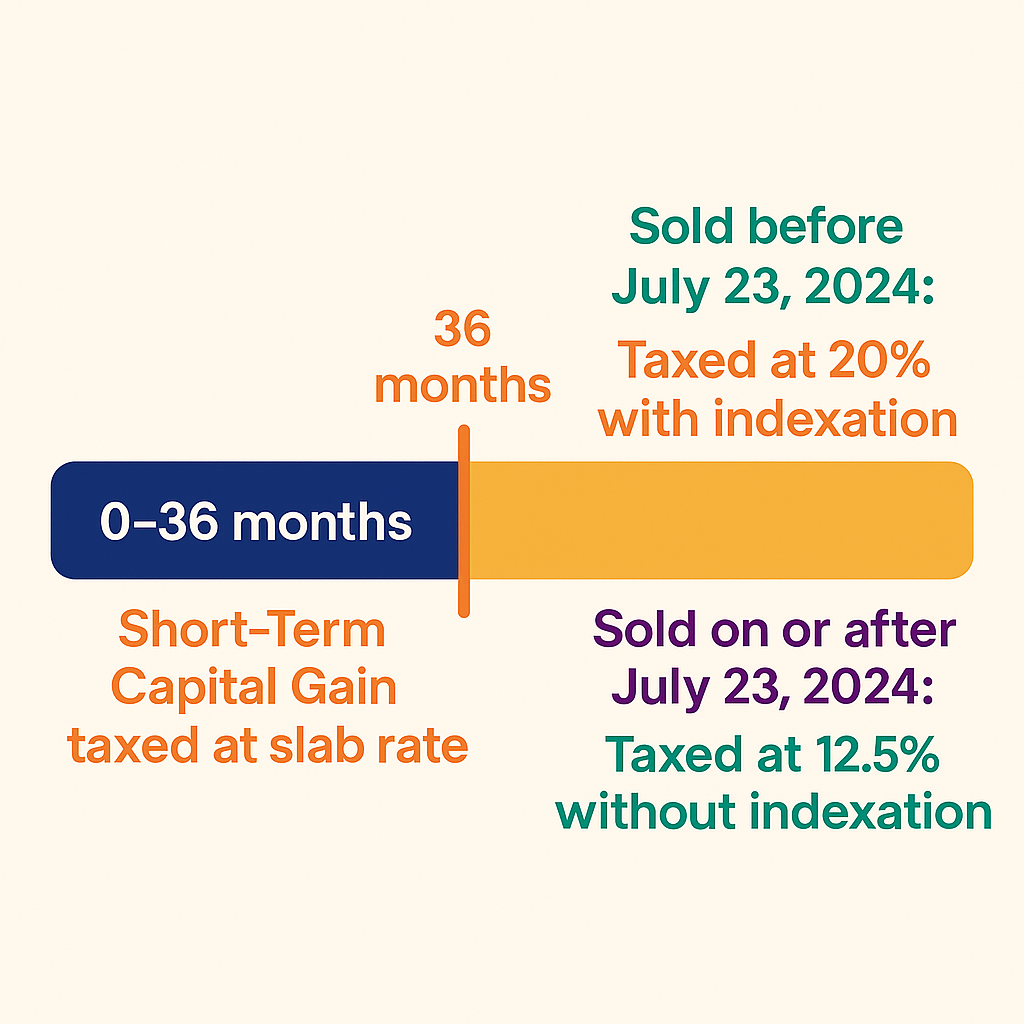 Sold before
July 23, 2024:
Taxed at 20%
with indexation
36
months
0–36 months
Short-Term
Capital Gain
taxed at slab rate
Sold on or after
July 23, 2024:
Taxed at 12.5%
without indexation